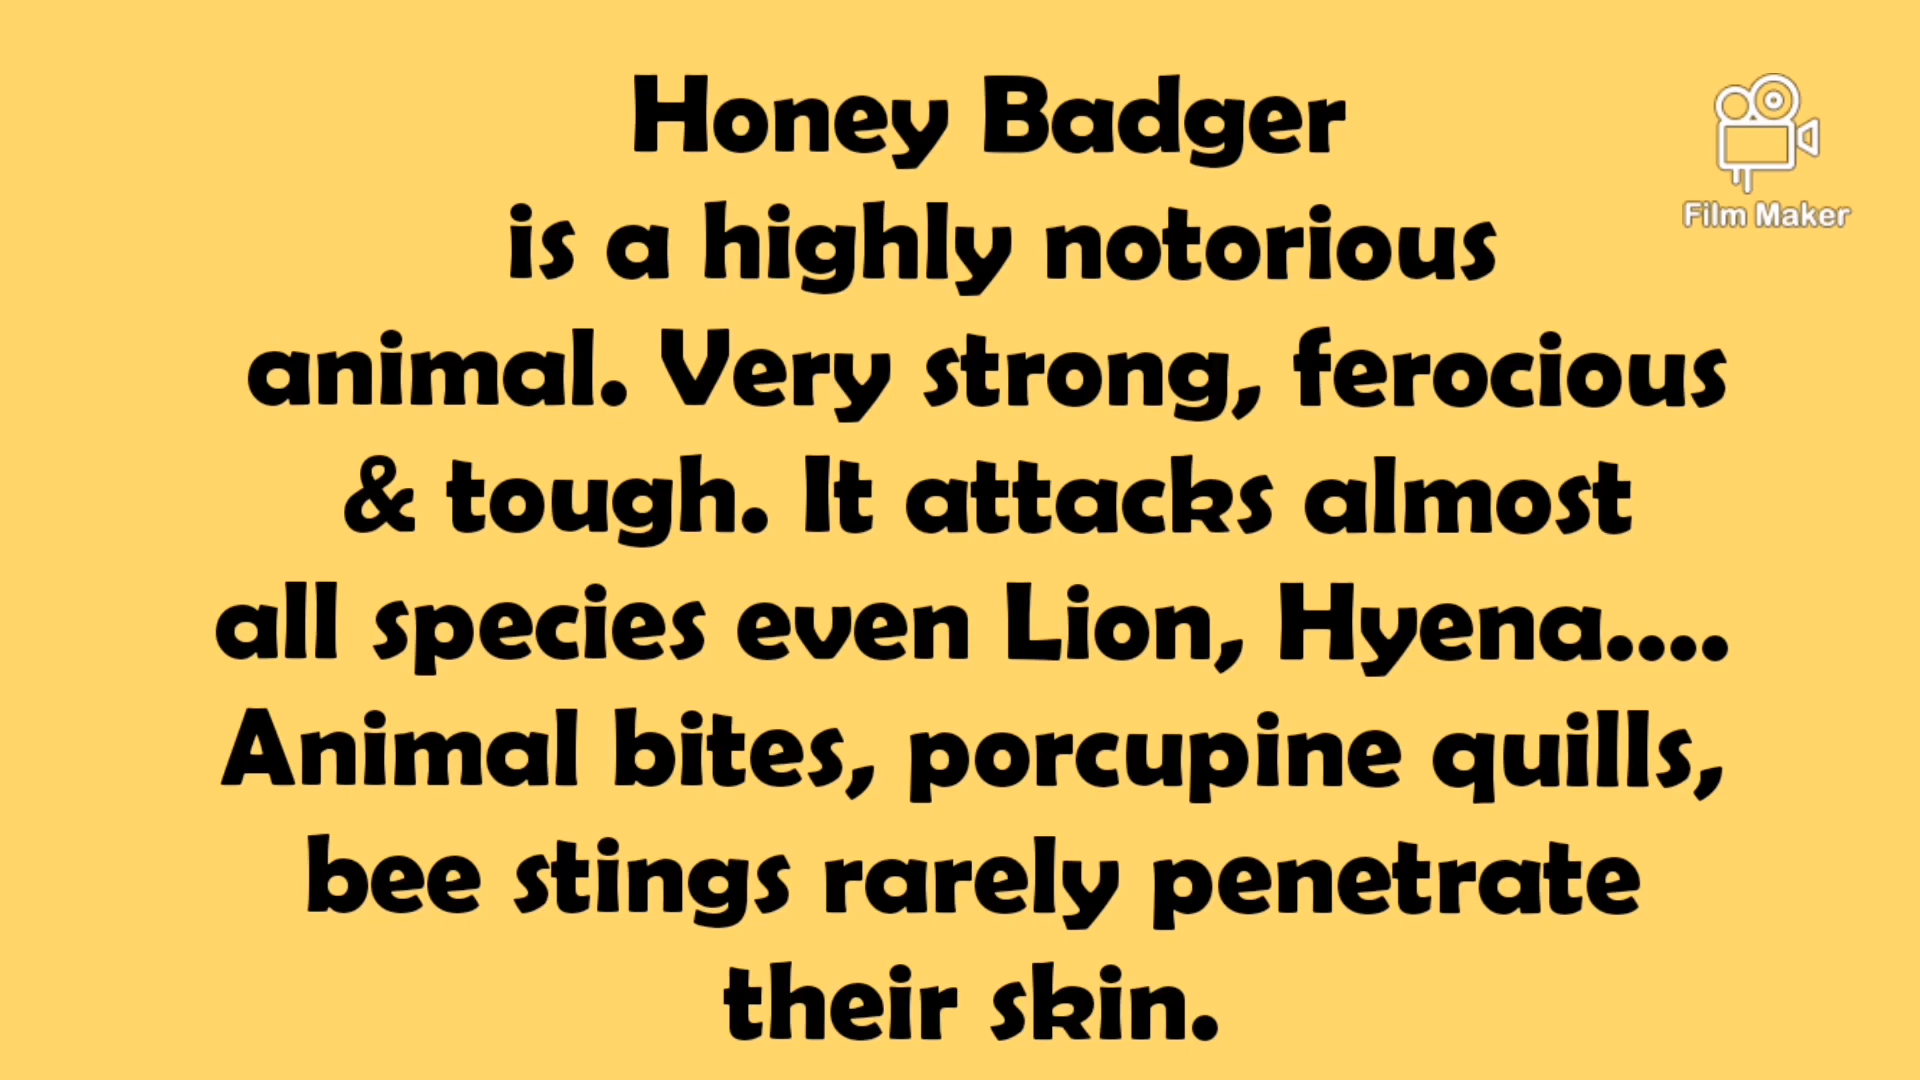 Honey Badger
is a highly notorious
animal. Very strong, ferocious
& tough. It attacks almost
all species even Lion, Hyena....
Animal bites, porcupine quills,
bee stings rarely penetrate
their skin.
Film Maker